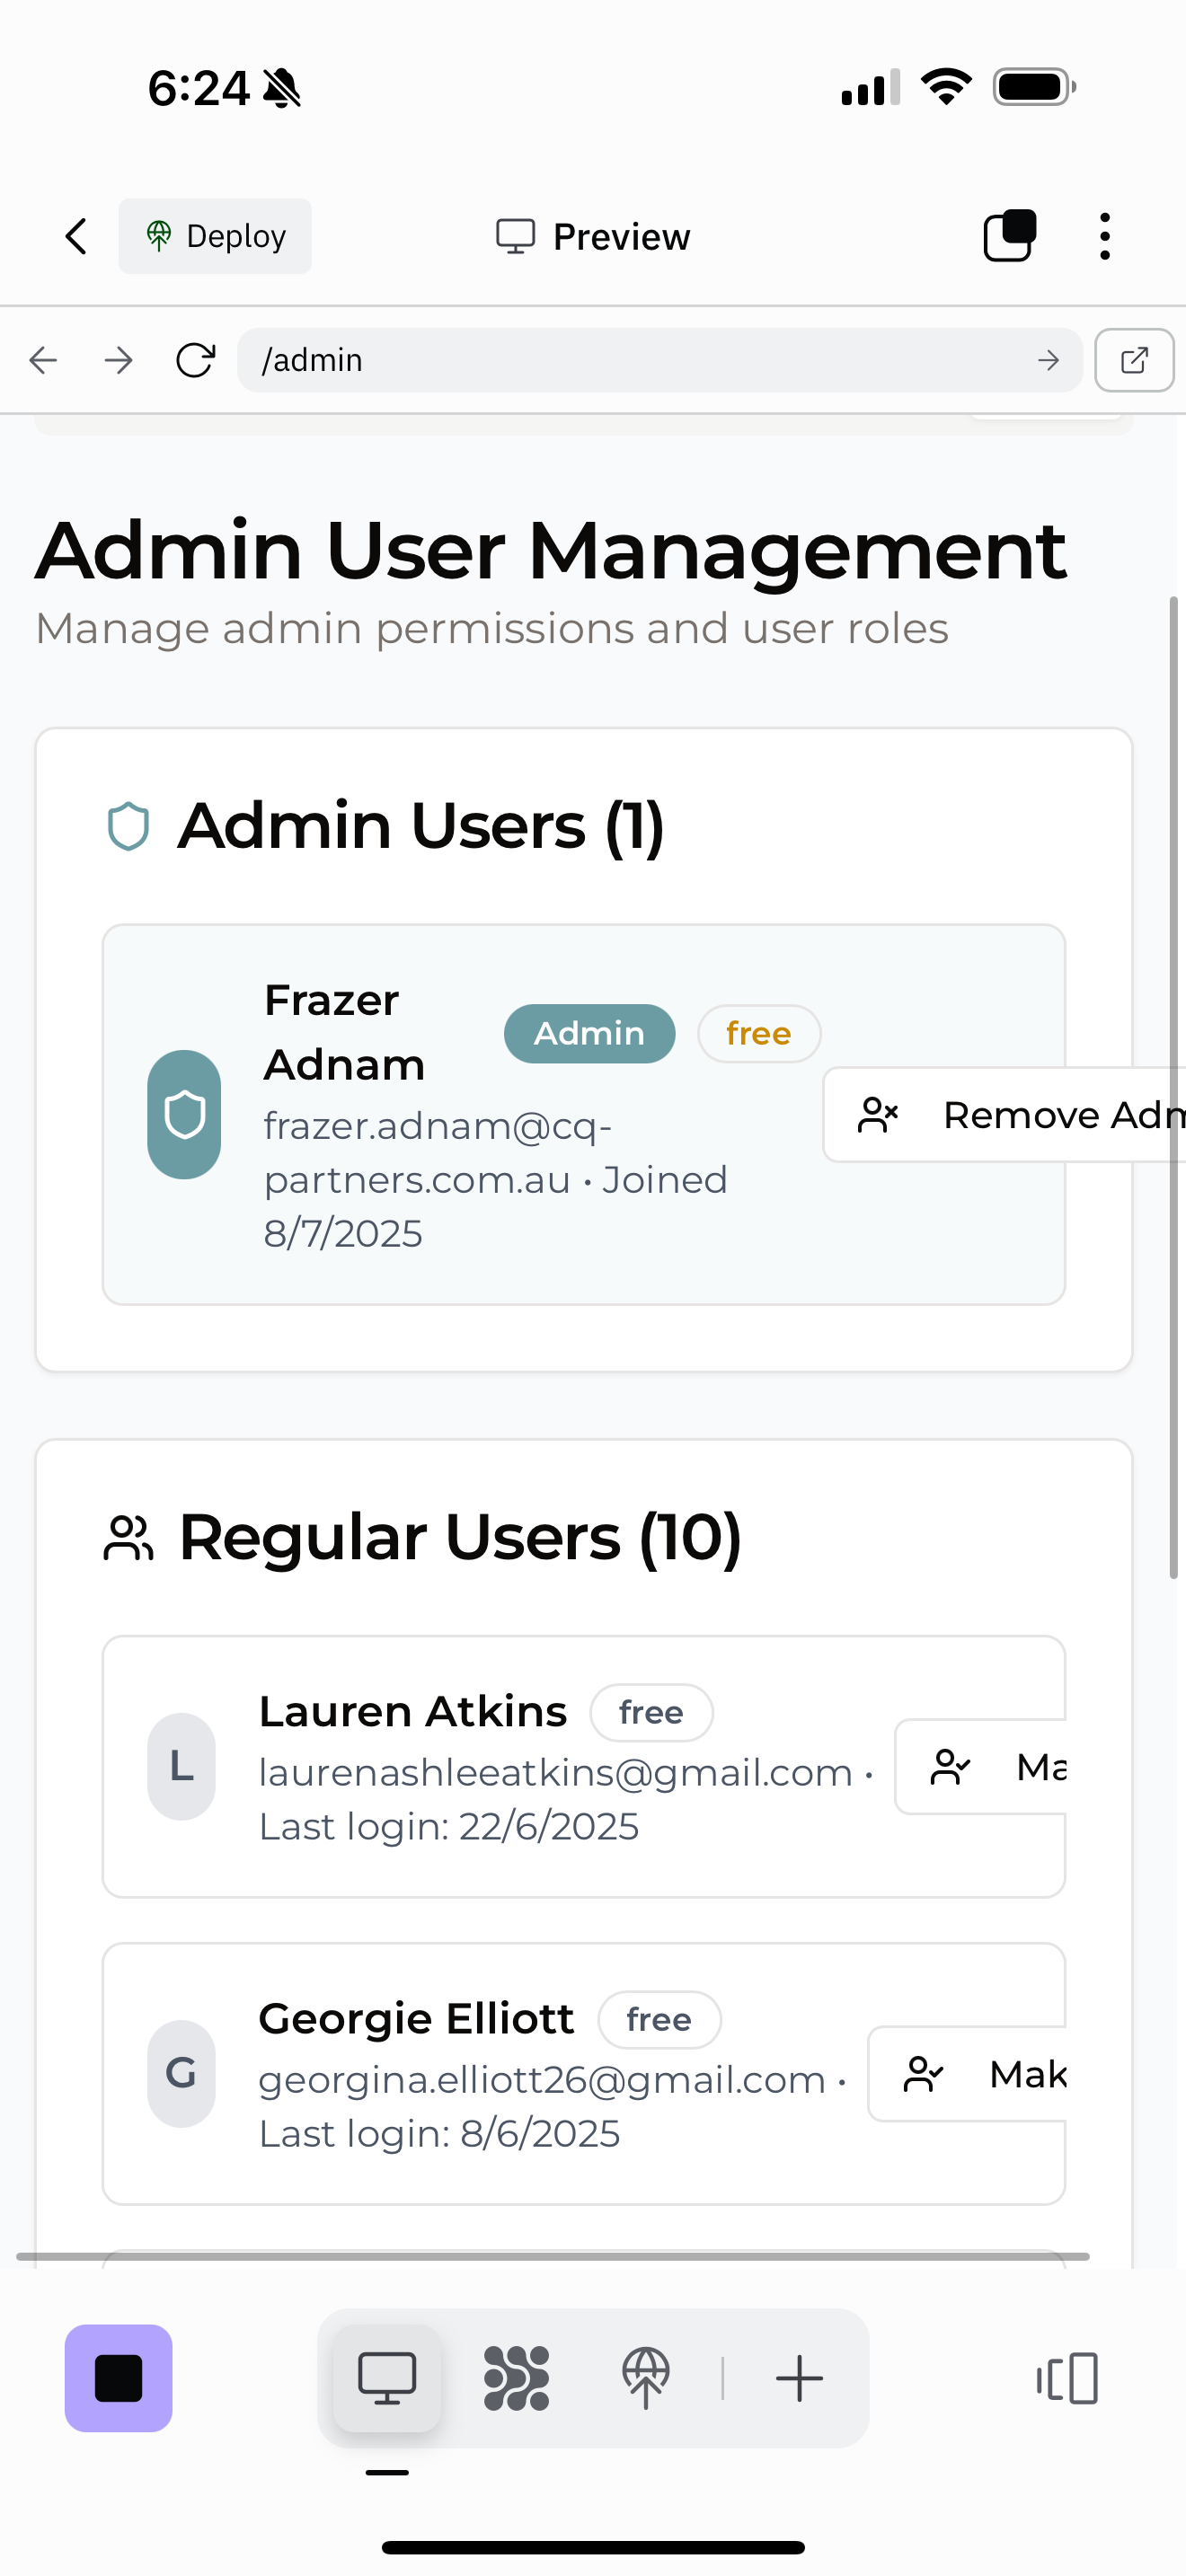 6:24
Deploy
Preview
/admin
Admin User Management
Manage admin permissions and user roles
Admin Users (1)
Frazer
Adnam
Admin
free
frazer.adnam@cq-
partners.com.au • Joined
8/7/2025
Remove Adm
Regular Users (10)
L
Lauren Atkins
free
laurenashleeatkins@gmail.com •
Last login: 22/6/2025
Ma
G
Georgie Elliott
free
georgina.elliott26@gmail.com •
Last login: 8/6/2025
Mak